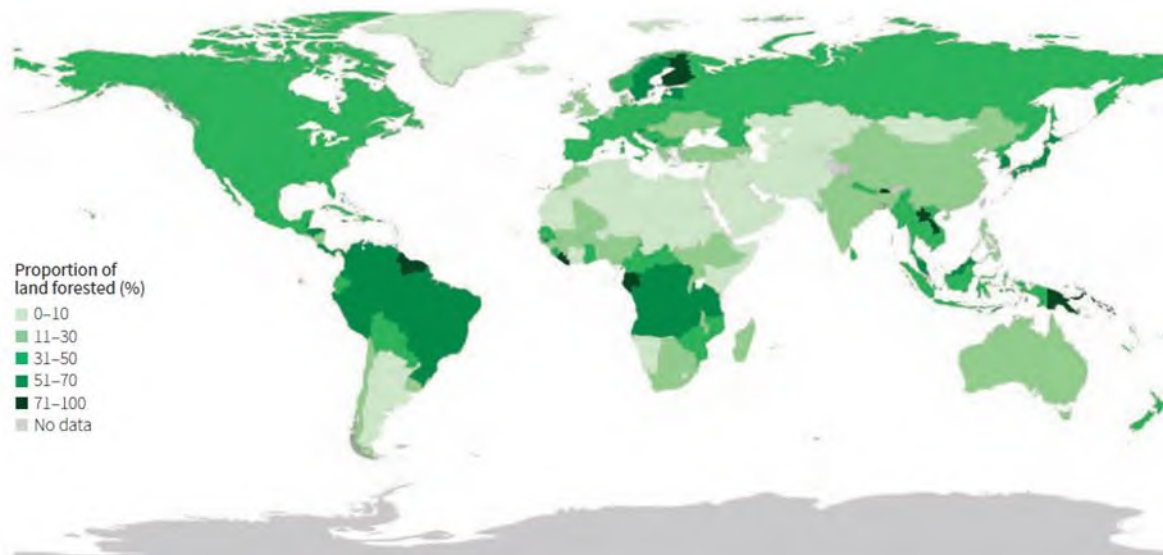 Proportion of
land forested (%)
0–10
11–30
31–50
51–70
71–100
No data